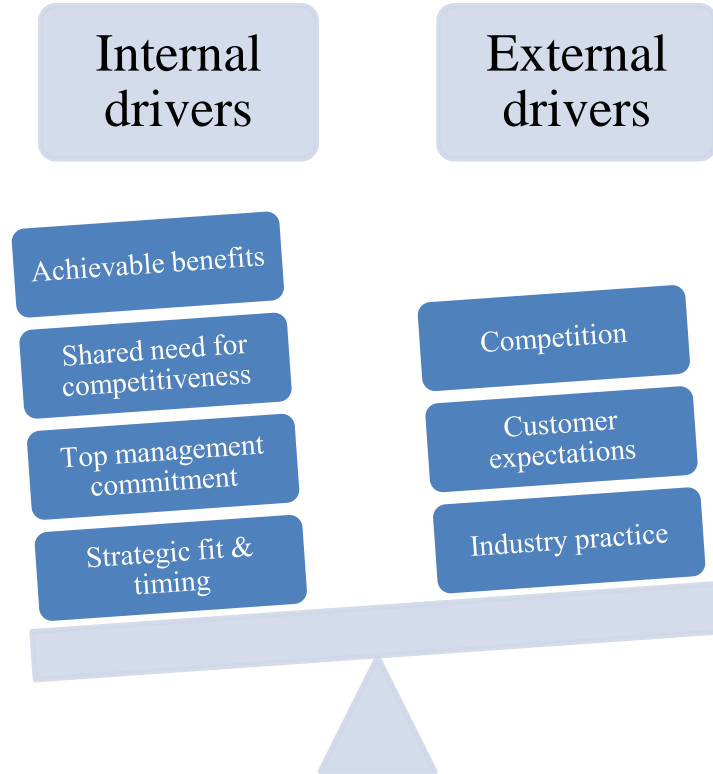 Internal
drivers
External
drivers
Achievable benefits
Shared need for
competitiveness
Top management
commitment
Strategic fit &
timing
Competition
Customer
expectations
Industry practice